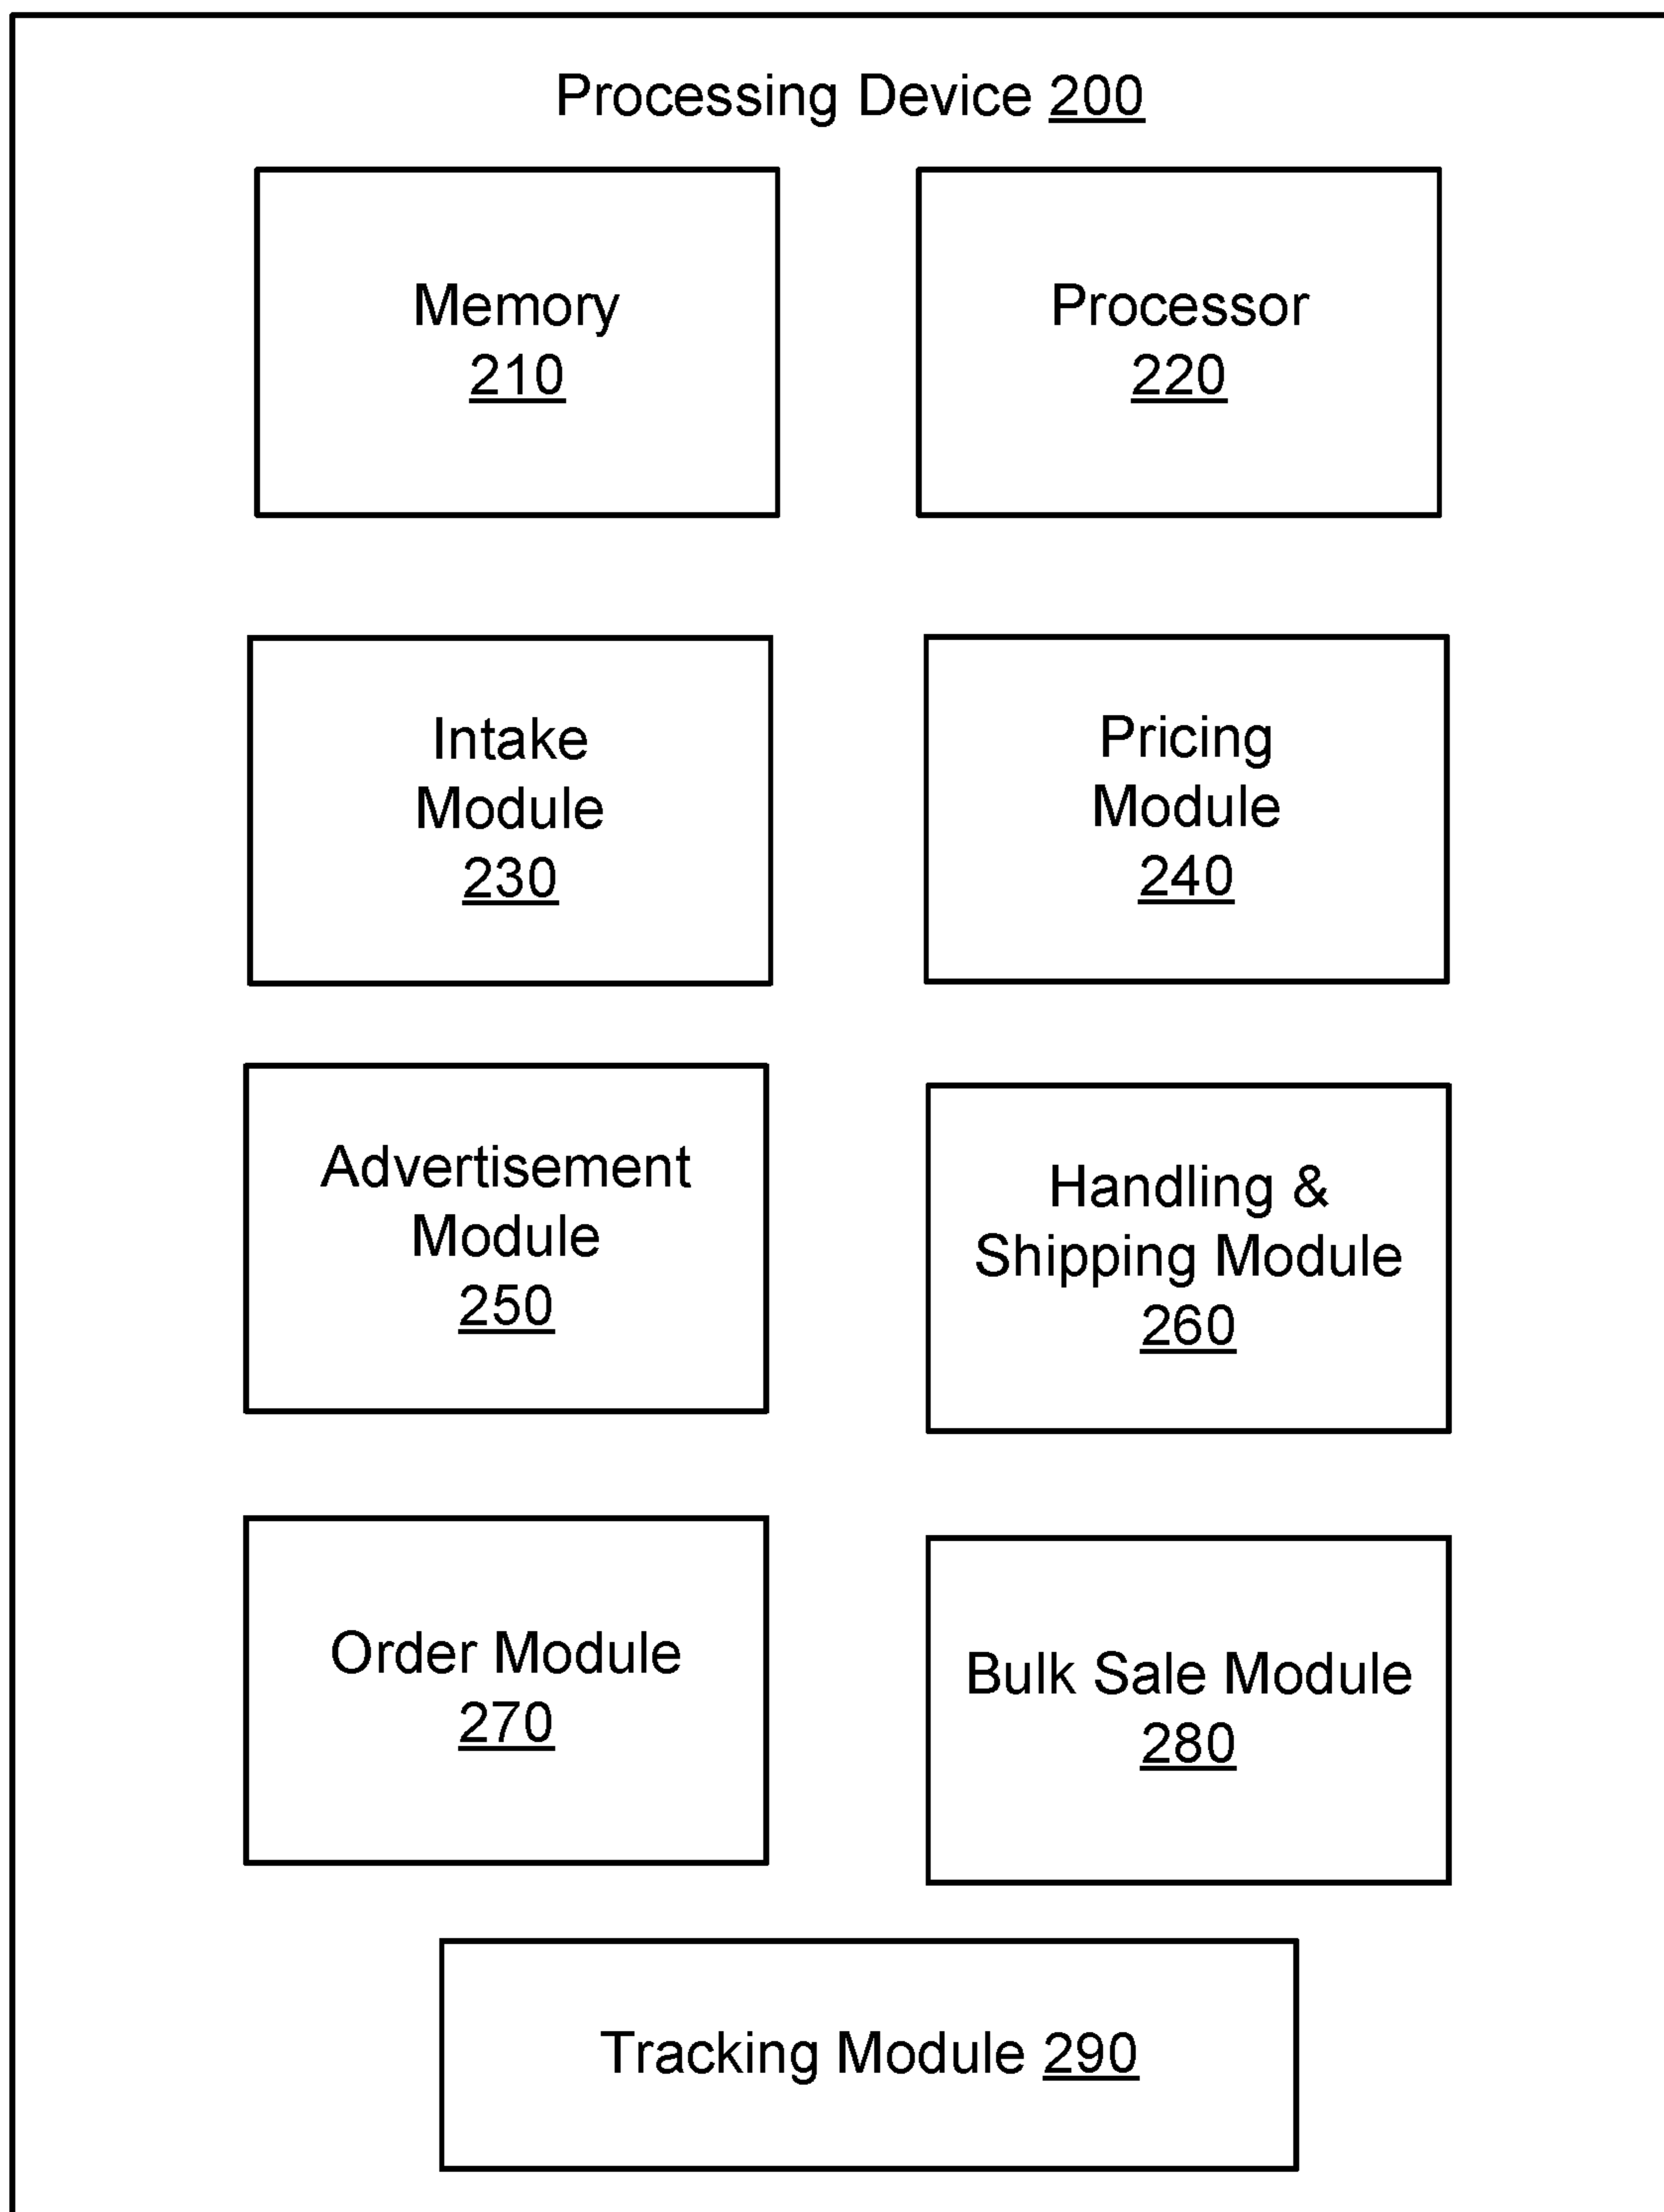 Processing Device 200
Memory
210
Processor
220
Intake
Module
230
Pricing
Module
240
Advertisement
Module
250
Handling &
Shipping Module
260
Order Module
270
Bulk Sale Module
280
Tracking Module 290